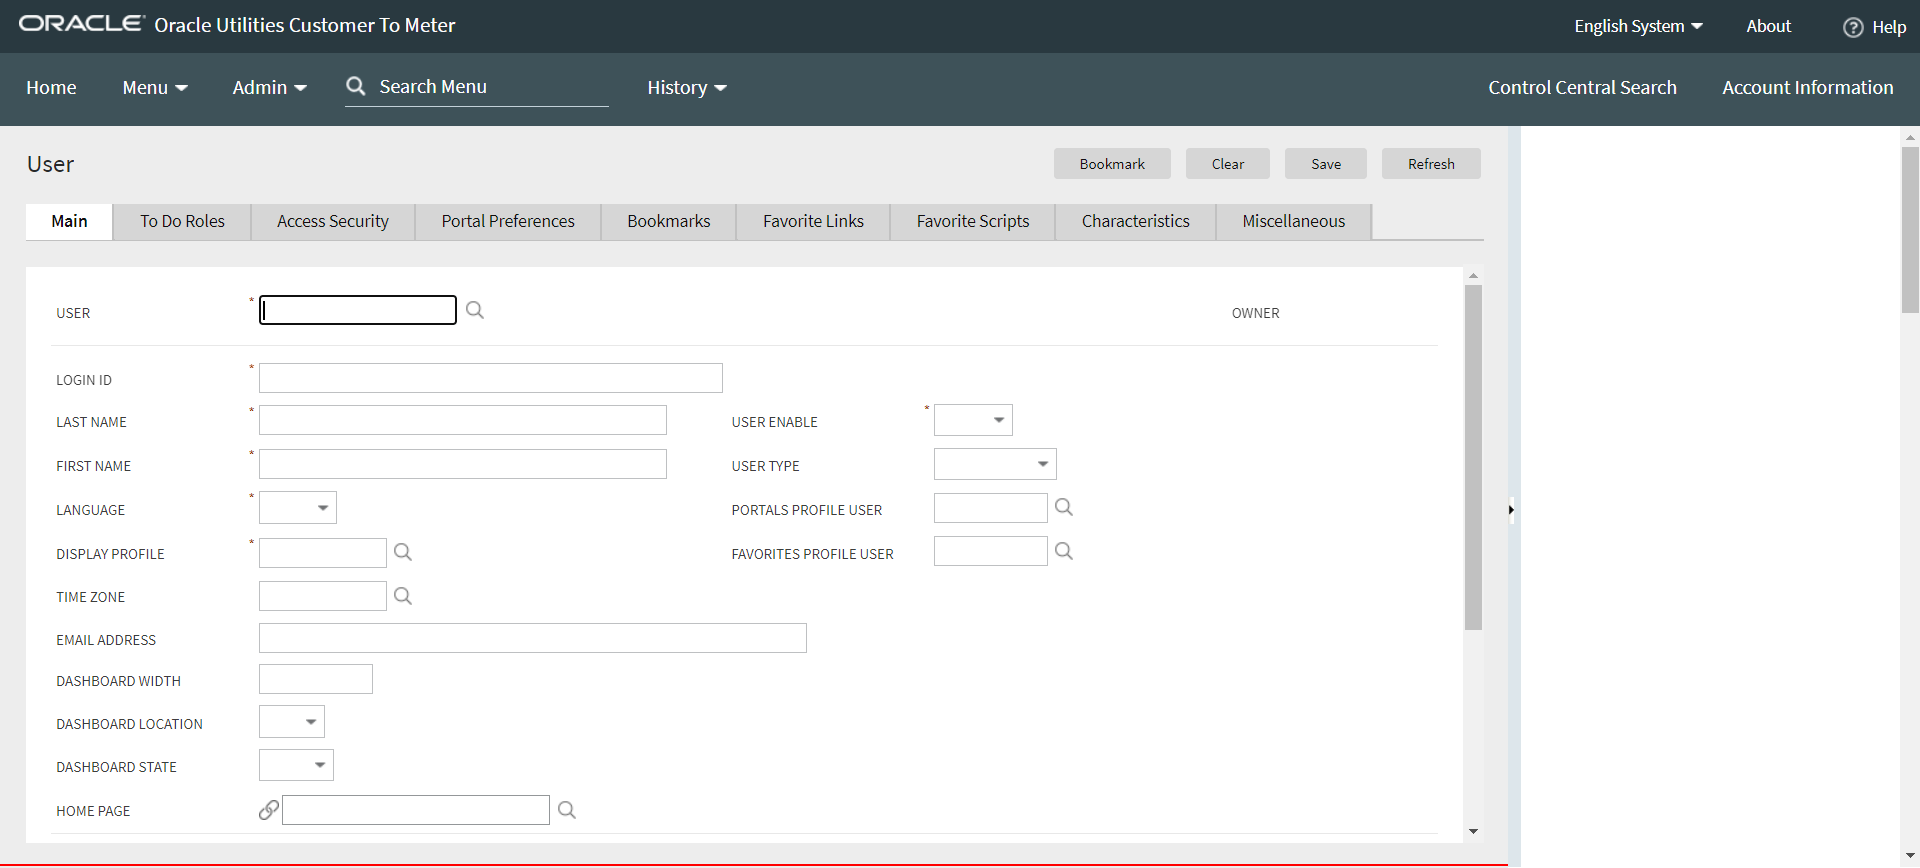 ORACLE Oracle Utilities Customer To Meter English System About Help
Home Menu Admin Search Menu History Control Central Search Account Information
User Bookmark Clear Save Refresh
Main To Do Roles Access Security Portal Preferences Bookmarks Favorite Links Favorite Scripts Characteristics Miscellaneous
USER * OWNER
LOGIN ID *
LAST NAME * USER ENABLE *
FIRST NAME * USER TYPE
LANGUAGE * PORTALS PROFILE USER
DISPLAY PROFILE * FAVORITES PROFILE USER
TIME ZONE
EMAIL ADDRESS
DASHBOARD WIDTH
DASHBOARD LOCATION
DASHBOARD STATE
HOME PAGE